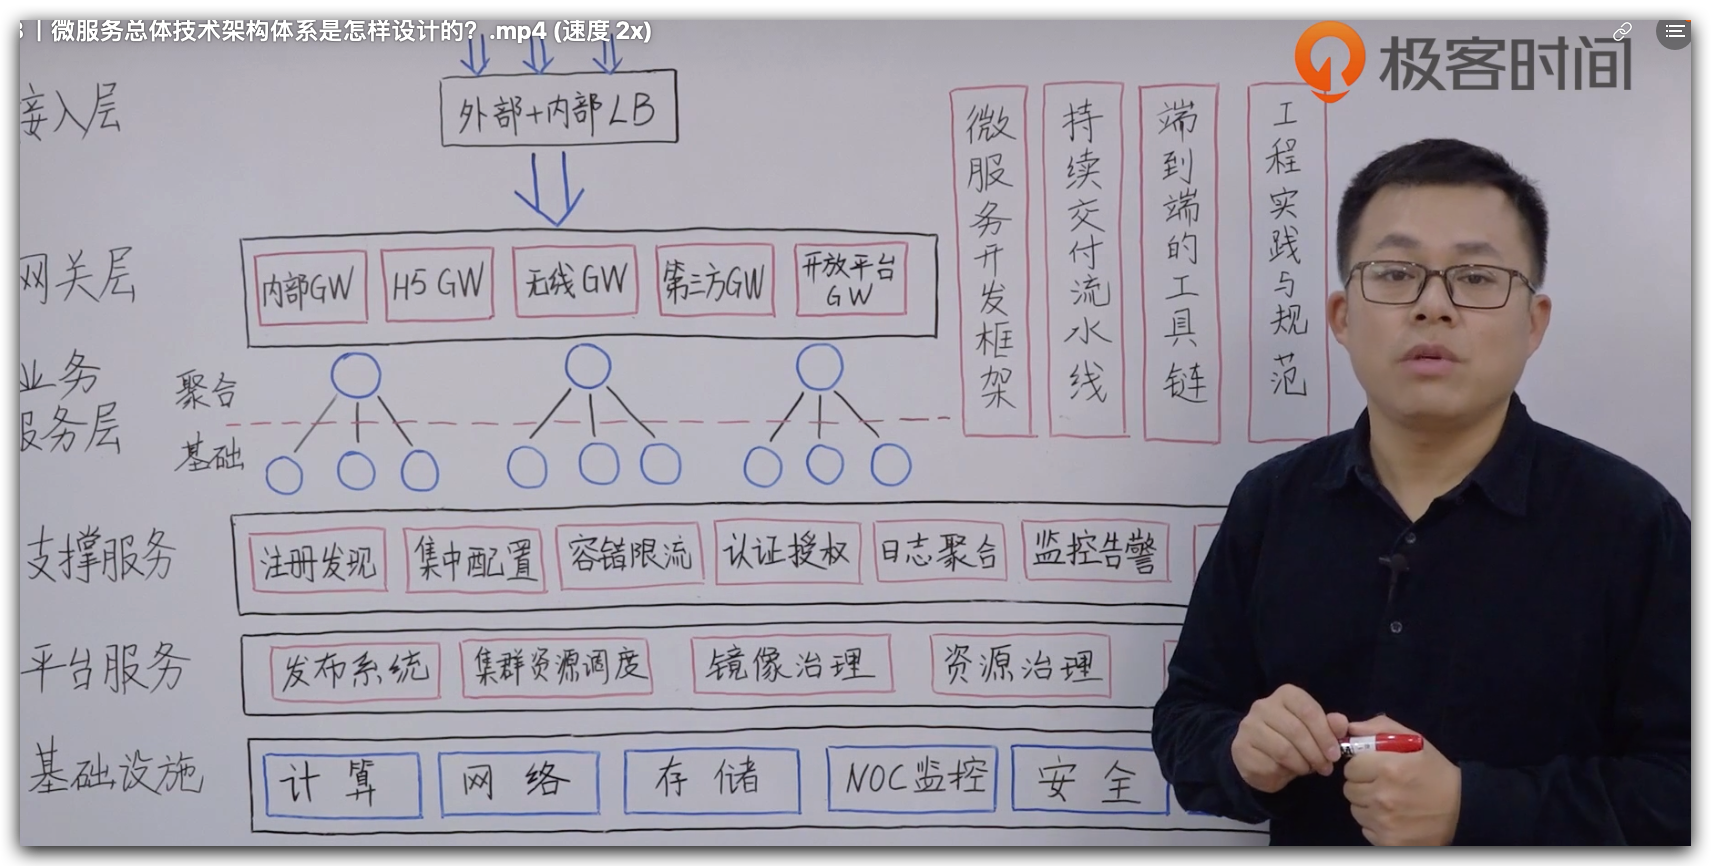 微服务总体技术架构体系是怎样设计的？.mp4 (速度 2x)
极客时间
接入层
外部+内部LB
网关层
内部GW
H5 GW
无线GW
第三方GW
开放平台
GW
业务
服务层
聚合
基础
微服务开发框架
持续交付流水线
端到端的工具链
工程实践与规范
支撑服务
注册发现
集中配置
容错限流
认证授权
日志聚合
监控告警
平台服务
发布系统
集群资源调度
镜像治理
资源治理
基础设施
计算
网络
存储
NOC监控
安全